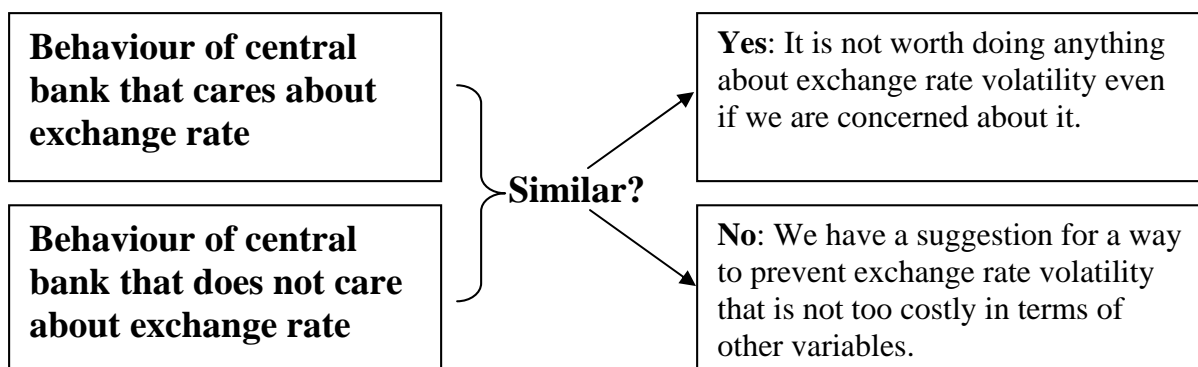 Behaviour of central
bank that cares about
exchange rate
Behaviour of central
bank that does not care
about exchange rate
Similar?
Yes: It is not worth doing anything
about exchange rate volatility even
if we are concerned about it.
No: We have a suggestion for a way
to prevent exchange rate volatility
that is not too costly in terms of
other variables.